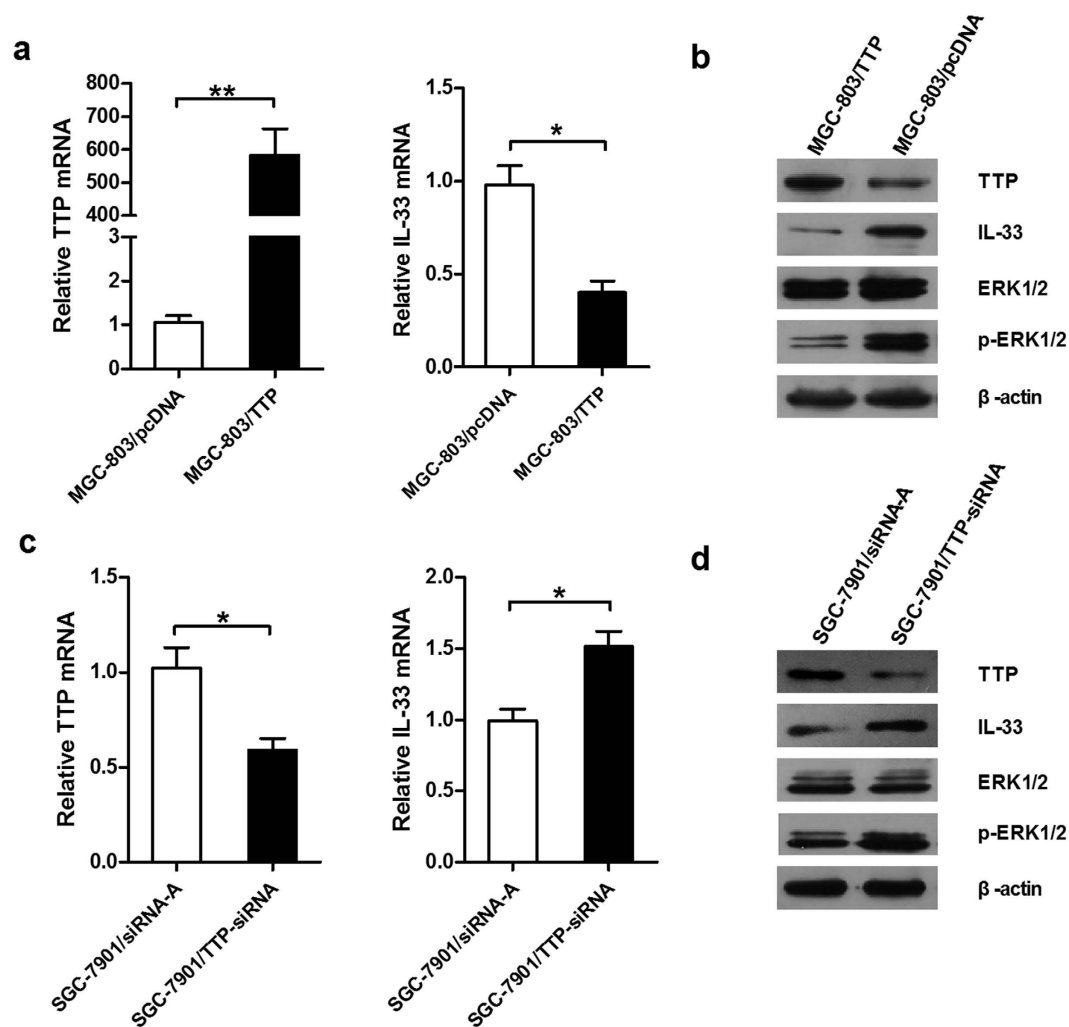 a
Relative TTP mRNA
800
700
600
500
400
3
2
1
0
**
MGC-803/pcDNA
MGC-803/TTP
Relative IL-33 mRNA
1.5
1.0
0.5
0.0
*
MGC-803/pcDNA
MGC-803/TTP
b
MGC-803/TTP
MGC-803/pcDNA
TTP
IL-33
ERK1/2
p-ERK1/2
β-actin
c
Relative TTP mRNA
1.5
1.0
0.5
0.0
*
SGC-7901/siRNA-A
SGC-7901/TTP-siRNA
Relative IL-33 mRNA
2.0
1.5
1.0
0.5
0.0
*
SGC-7901/siRNA-A
SGC-7901/TTP-siRNA
d
SGC-7901/siRNA-A
SGC-7901/TTP-siRNA
TTP
IL-33
ERK1/2
p-ERK1/2
β-actin